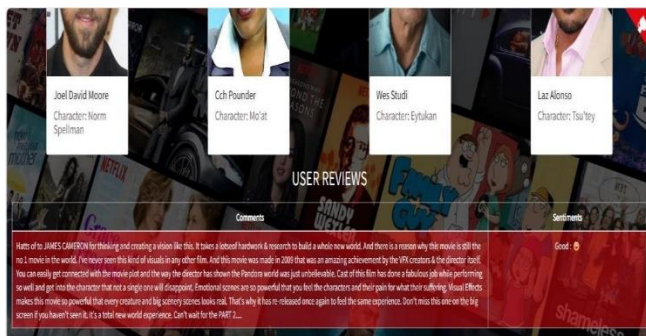 Joel David Moore
Character: Norm
Spellman
Cch Pounder
Character: Mo'at
Wes Studi
Character: Eytukan
Laz Alonso
Character: Tsu'tey
USER REVIEWS
Comments
Sentiments
Hatts of to JAMES CAMERON for thinking and creating a vision like this. It takes a lotseof hardwork & research to build a whole new world. And there is a reason why this movie is still the
no 1 movie in the world. I've never seen this kind of visuals in any other film. And this movie was made in 2009 that was an amazing achievement by the VFX creators & the director itself.
You can easily get connected with the movie plot and the way the director has shown the Pandora world was just unbelievable. Cast of this film has done a fabulous job while performing
so well and get into the character that not a single one will disappoint. Emotional scenes are so powerful that you feel the characters and their pain for what their suffering. Visual Effects
makes this movie so powerful that every creature and big scenery scenes looks real. That's why it has re-released once again to feel the same experience. Don't miss this one on the big
screen if you haven't seen it. It's a total new world experience. Can't wait for the PART 2....
Good :
mother
NETFLIX
SANDY
WEXLER
FAMILY
GUY
shameless